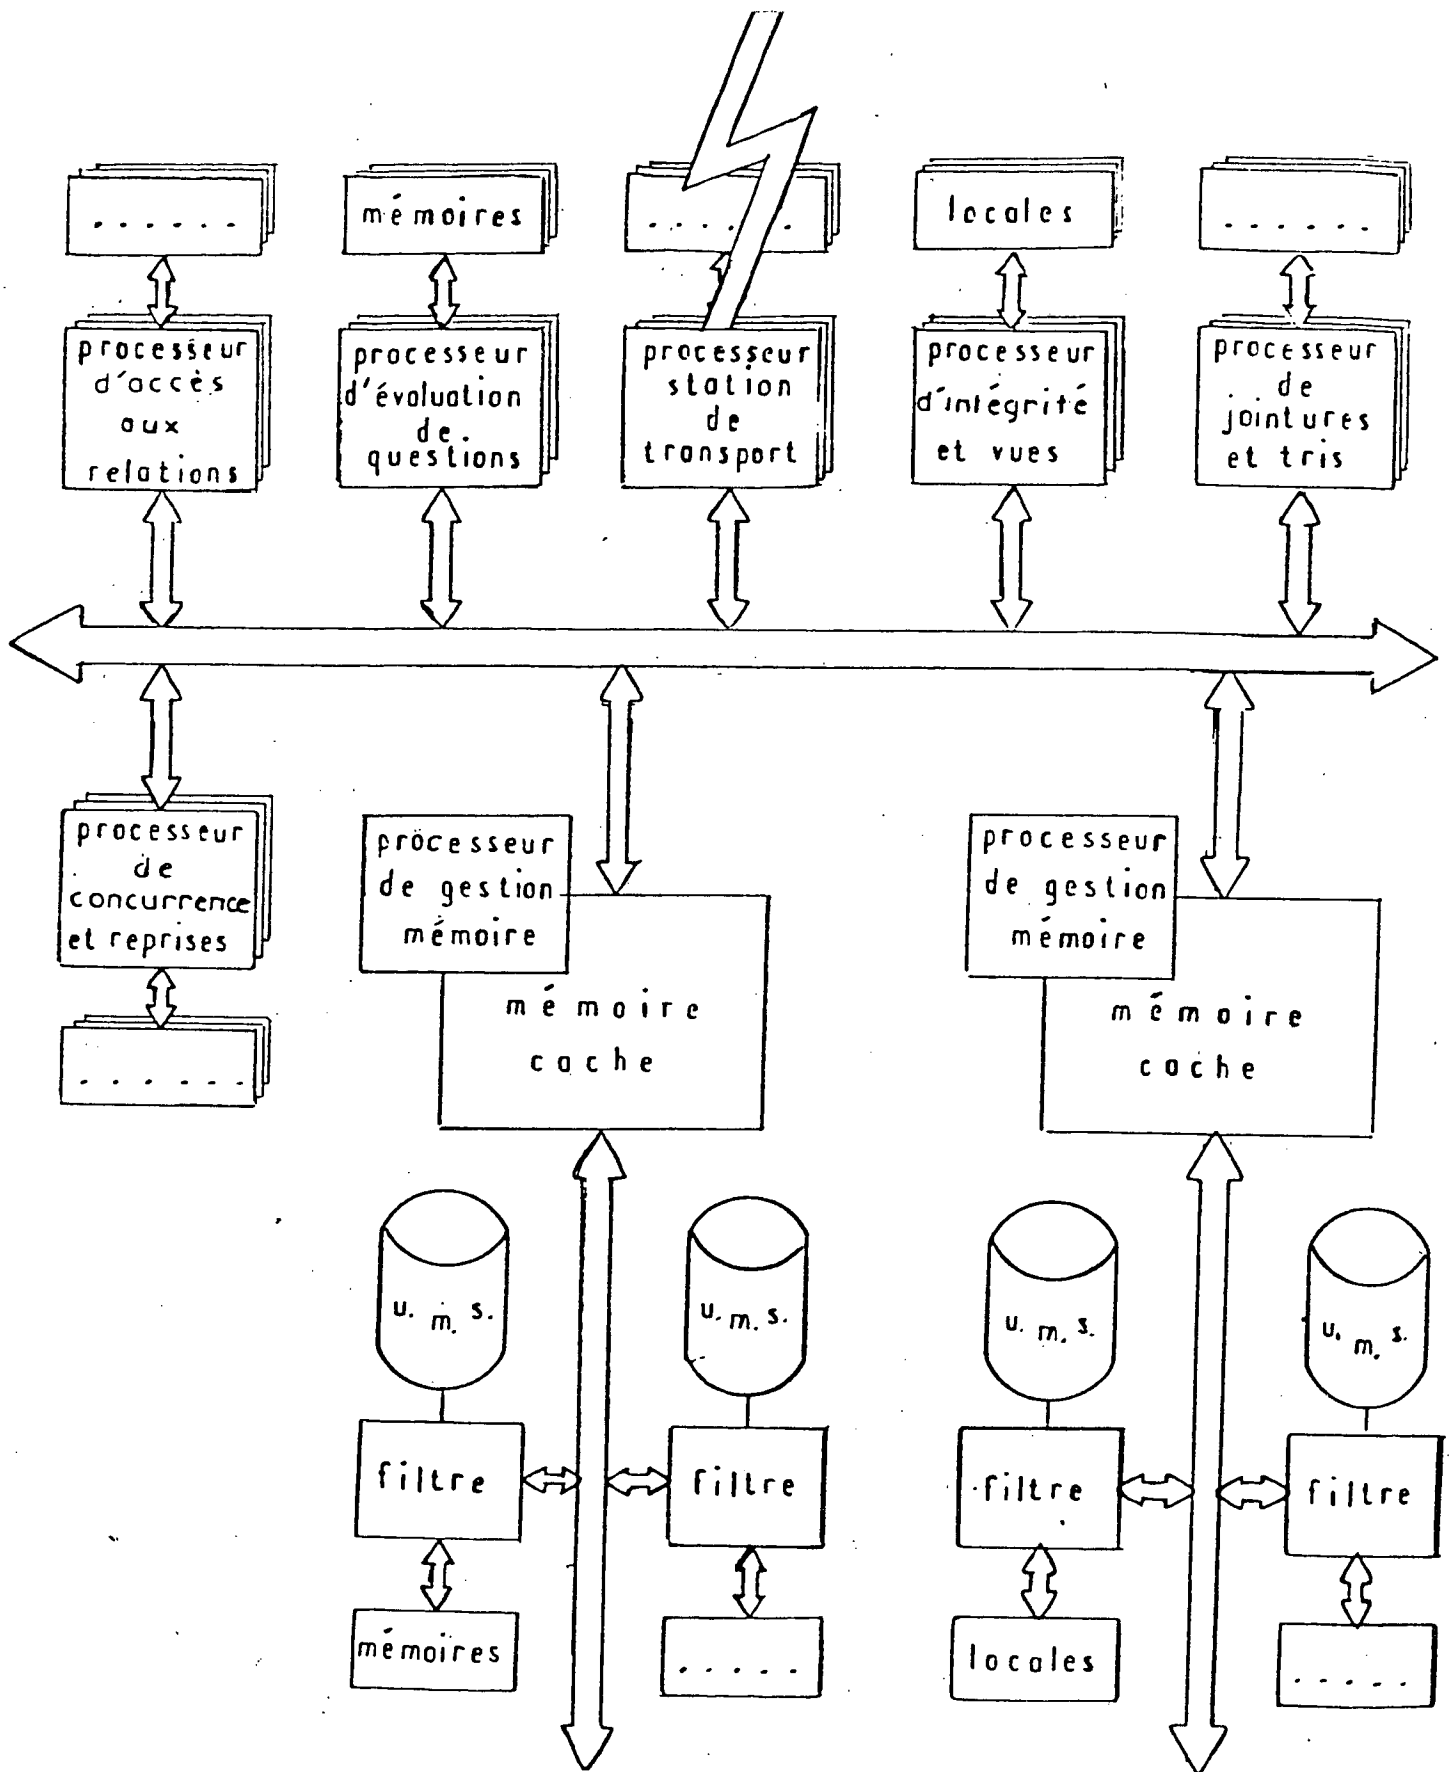 . . . . . .
mémoires
. . . . . .
locales
. . . . . .
processeur
d'accès
aux
relations
processeur
d'évaluation
de
questions
processeur
station
de
transport
processeur
d'intégrité
et vues
processeur
de
jointures
et tris
processeur
de
concurrence
et reprises
. . . . . .
processeur
de gestion
mémoire
mémoire
cache
processeur
de gestion
mémoire
mémoire
cache
u. m. s.
u. m. s.
u. m. s.
u. m. s.
filtre
filtre
filtre
filtre
mémoires
. . . . .
locales
. . . . .